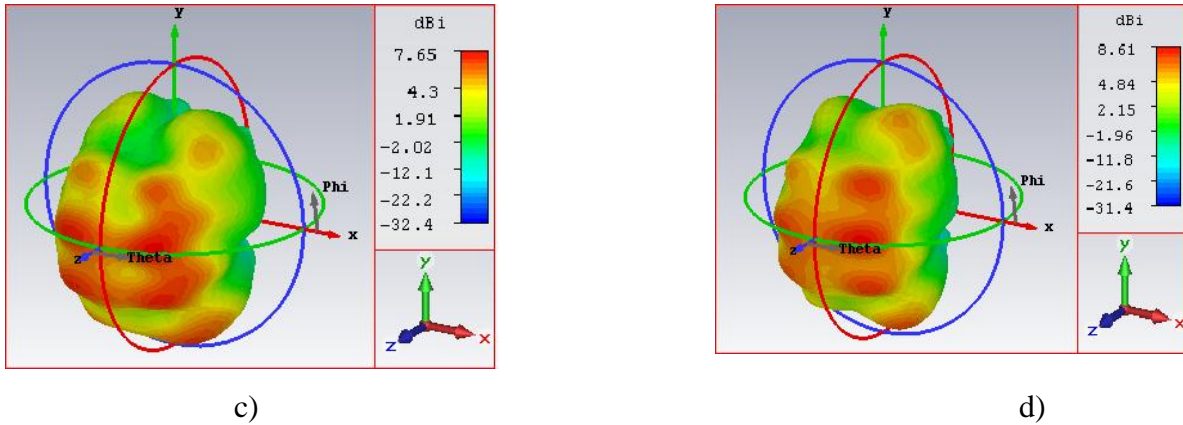 y
dBi
7.65
4.3
1.91
-2.02
-12.1
-22.2
-32.4
Phi
x
z
Theta
y
z
x
c)
y
dBi
8.61
4.84
2.15
-1.96
-11.8
-21.6
-31.4
Phi
x
z
Theta
y
z
x
d)